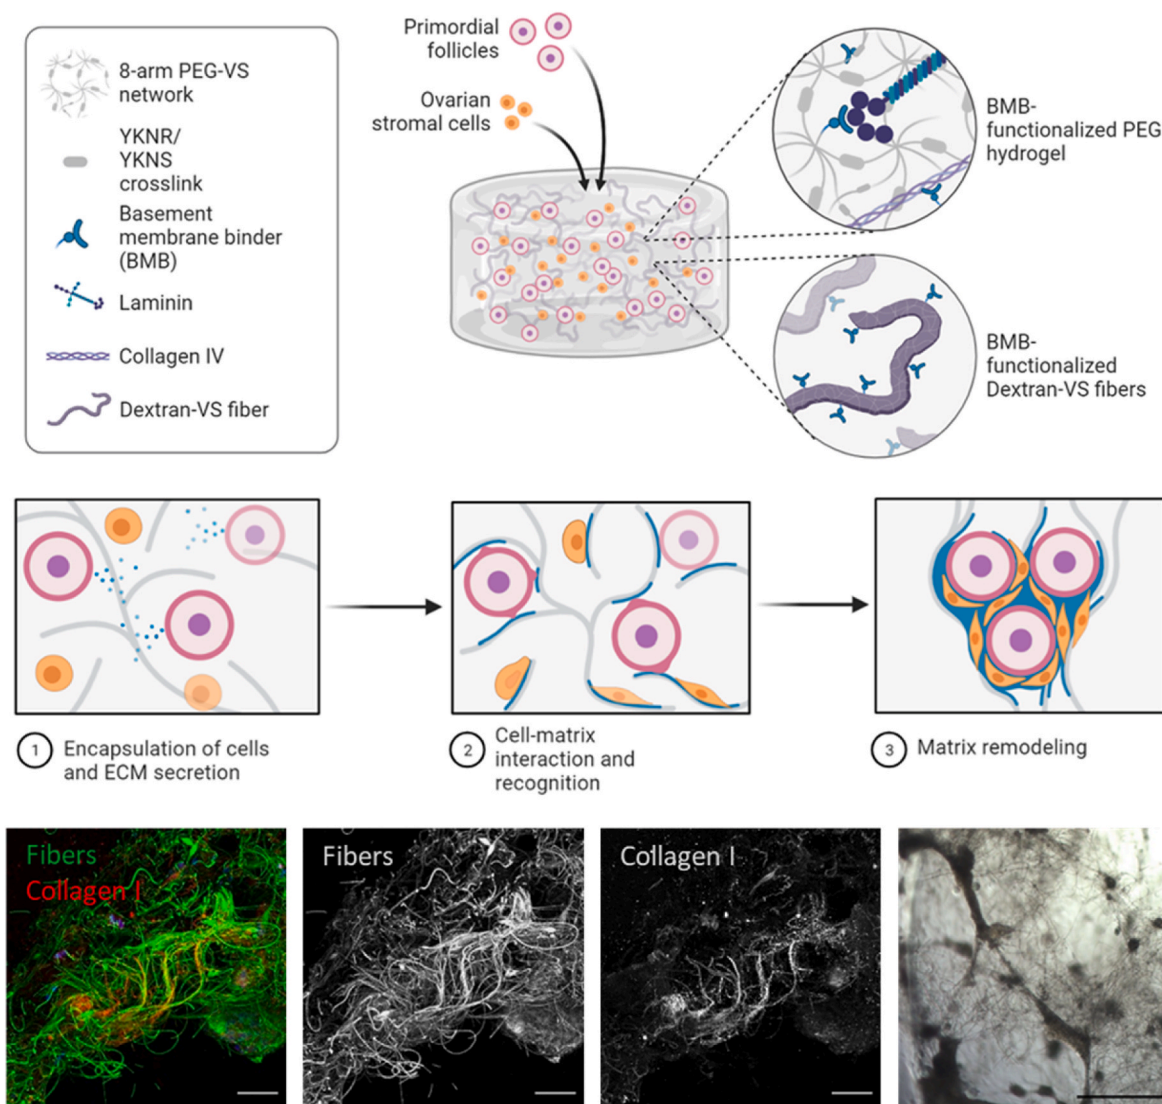 8-arm PEG-VS
network
YKNR/
YKNS
crosslink
Basement
membrane binder
(BMB)
Laminin
Collagen IV
Dextran-VS fiber
Primordial
follicles
Ovarian
stromal cells
BMB-
functionalized PEG
hydrogel
BMB-
functionalized
Dextran-VS fibers
1 Encapsulation of cells
and ECM secretion
2 Cell-matrix
interaction and
recognition
3 Matrix remodeling
Fibers
Collagen I
Fibers
Collagen I